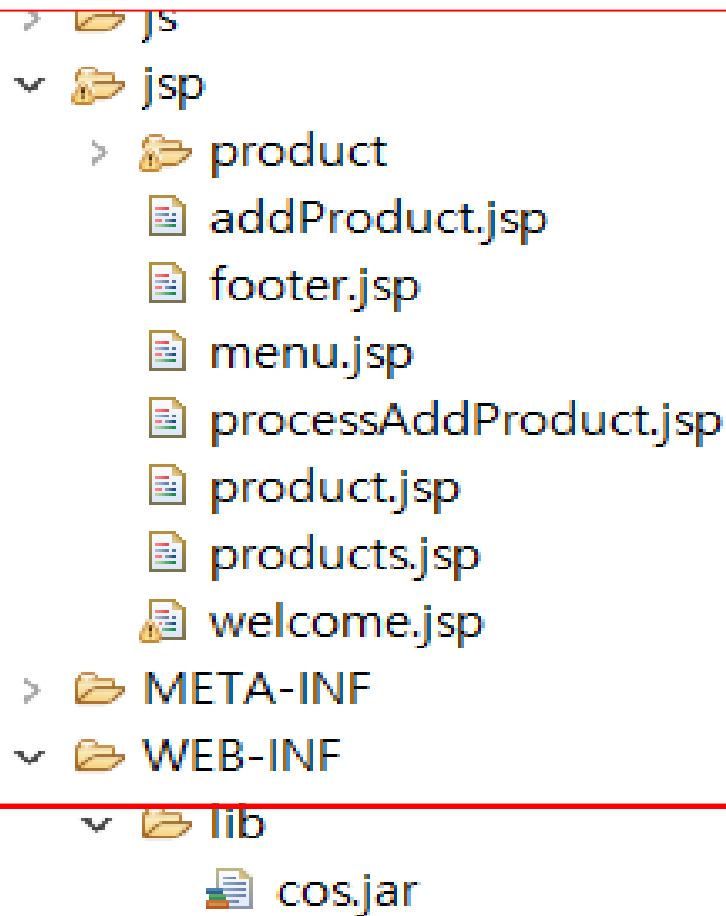 js
jsp
product
addProduct.jsp
footer.jsp
menu.jsp
processAddProduct.jsp
product.jsp
products.jsp
welcome.jsp
META-INF
WEB-INF
lib
cos.jar